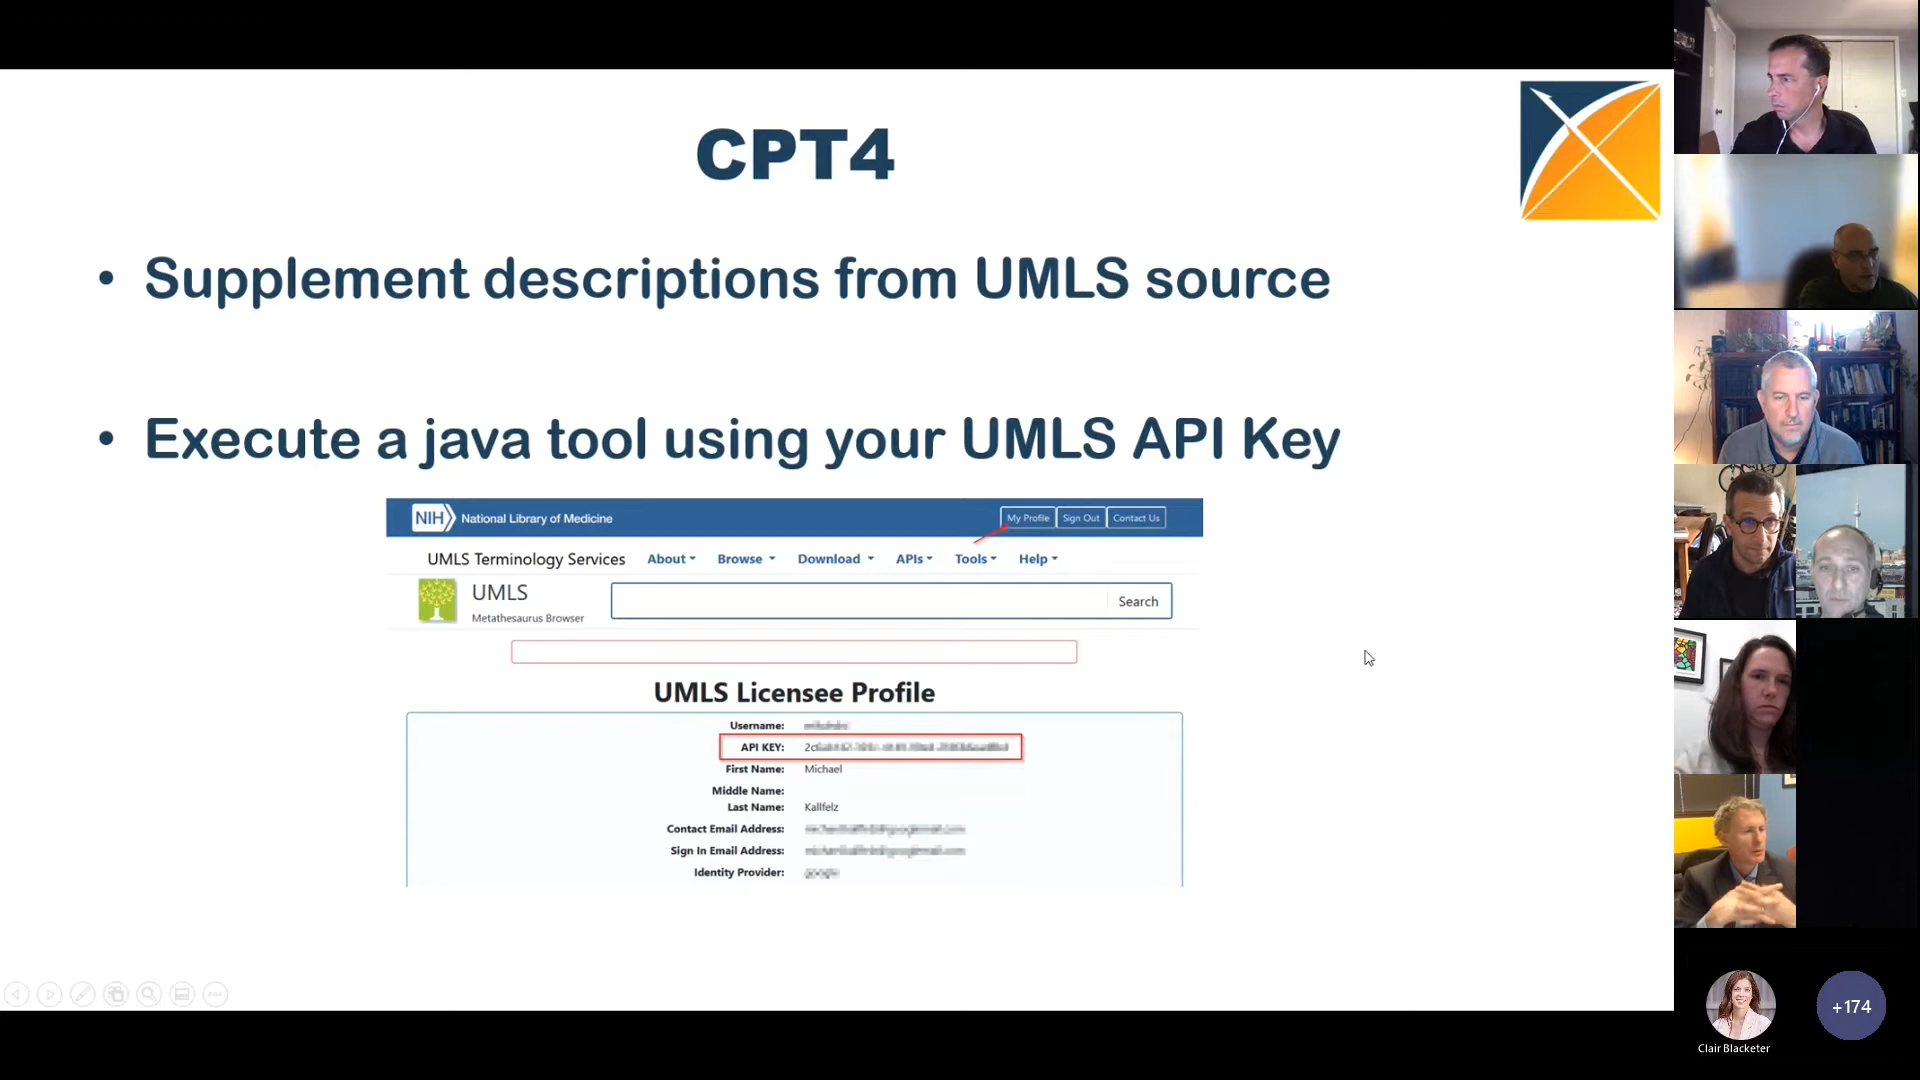 CPT4
• Supplement descriptions from UMLS source
• Execute a java tool using your UMLS API Key
NIH National Library of Medicine
My Profile Sign Out Contact Us
UMLS Terminology Services About Browse Download APIs Tools Help
UMLS
Metathesaurus Browser
Search
UMLS Licensee Profile
Username:
API KEY:
First Name: Michael
Middle Name:
Last Name: Kallfelz
Contact Email Address:
Sign In Email Address:
Identity Provider:
+174
Clair Blacketer